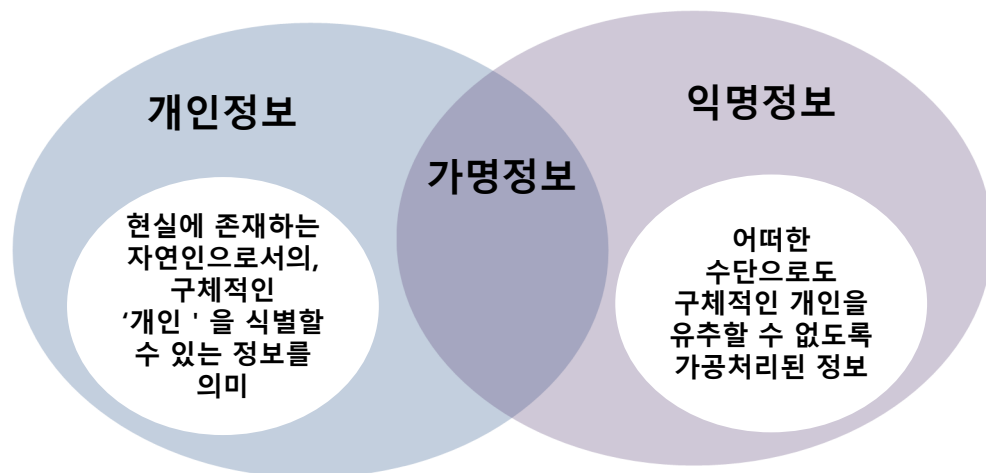 개인정보
현실에 존재하는
자연인으로서의,
구체적인
‘개인 ' 을 식별할
수 있는 정보를
의미
가명정보
익명정보
어떠한
수단으로도
구체적인 개인을
유추할 수 없도록
가공처리된 정보